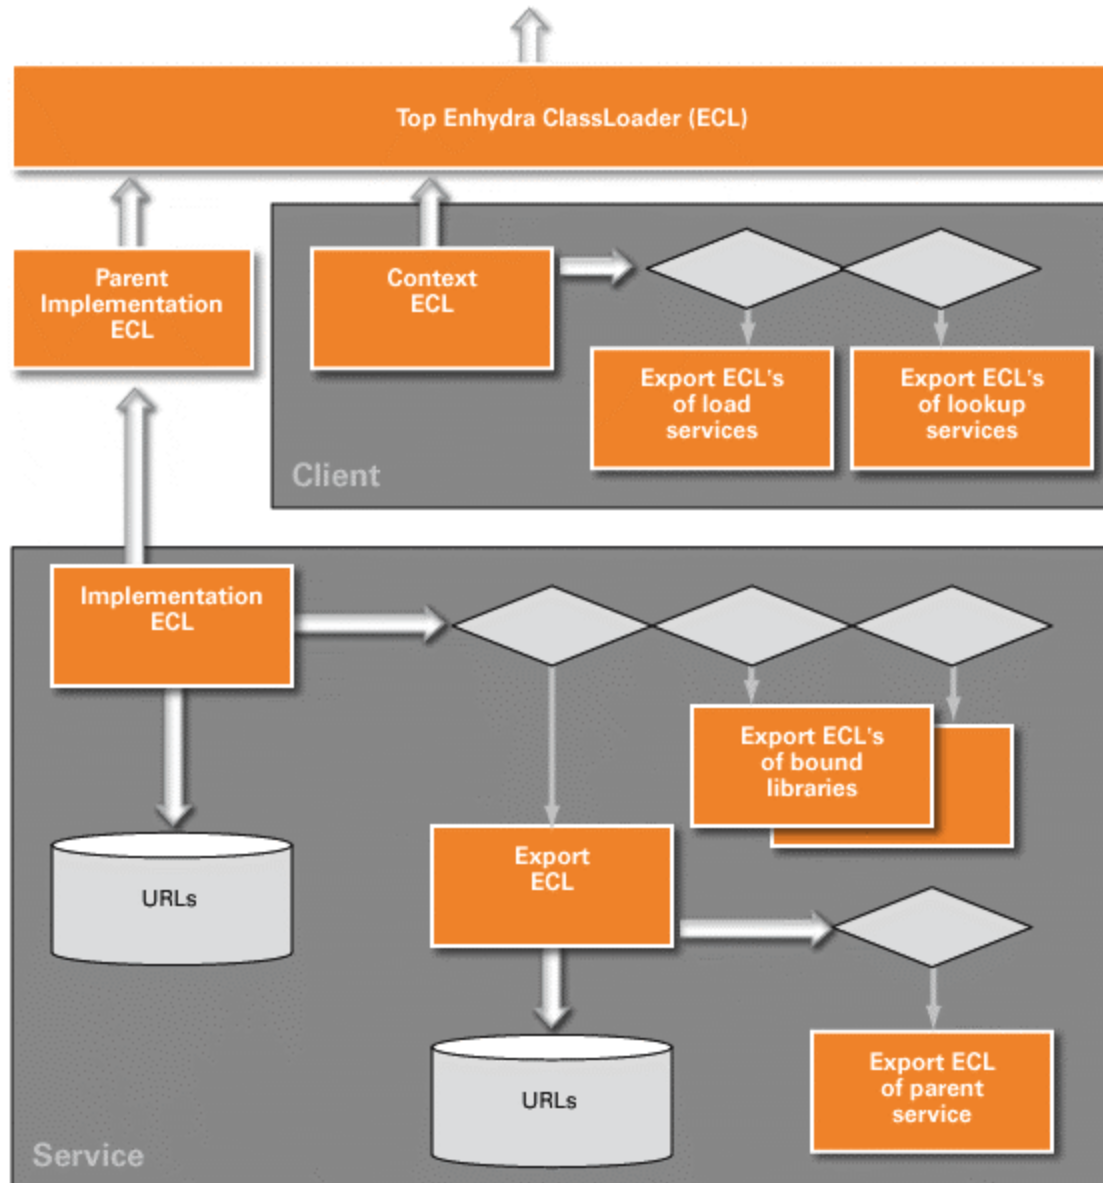 Top Enhydra ClassLoader (ECL)
Parent
Implementation
ECL
Context
ECL
Export ECL's
of load
services
Export ECL's
of lookup
services
Client
Implementation
ECL
Export ECL's
of bound
libraries
URLs
Export
ECL
URLs
Export ECL
of parent
service
Service